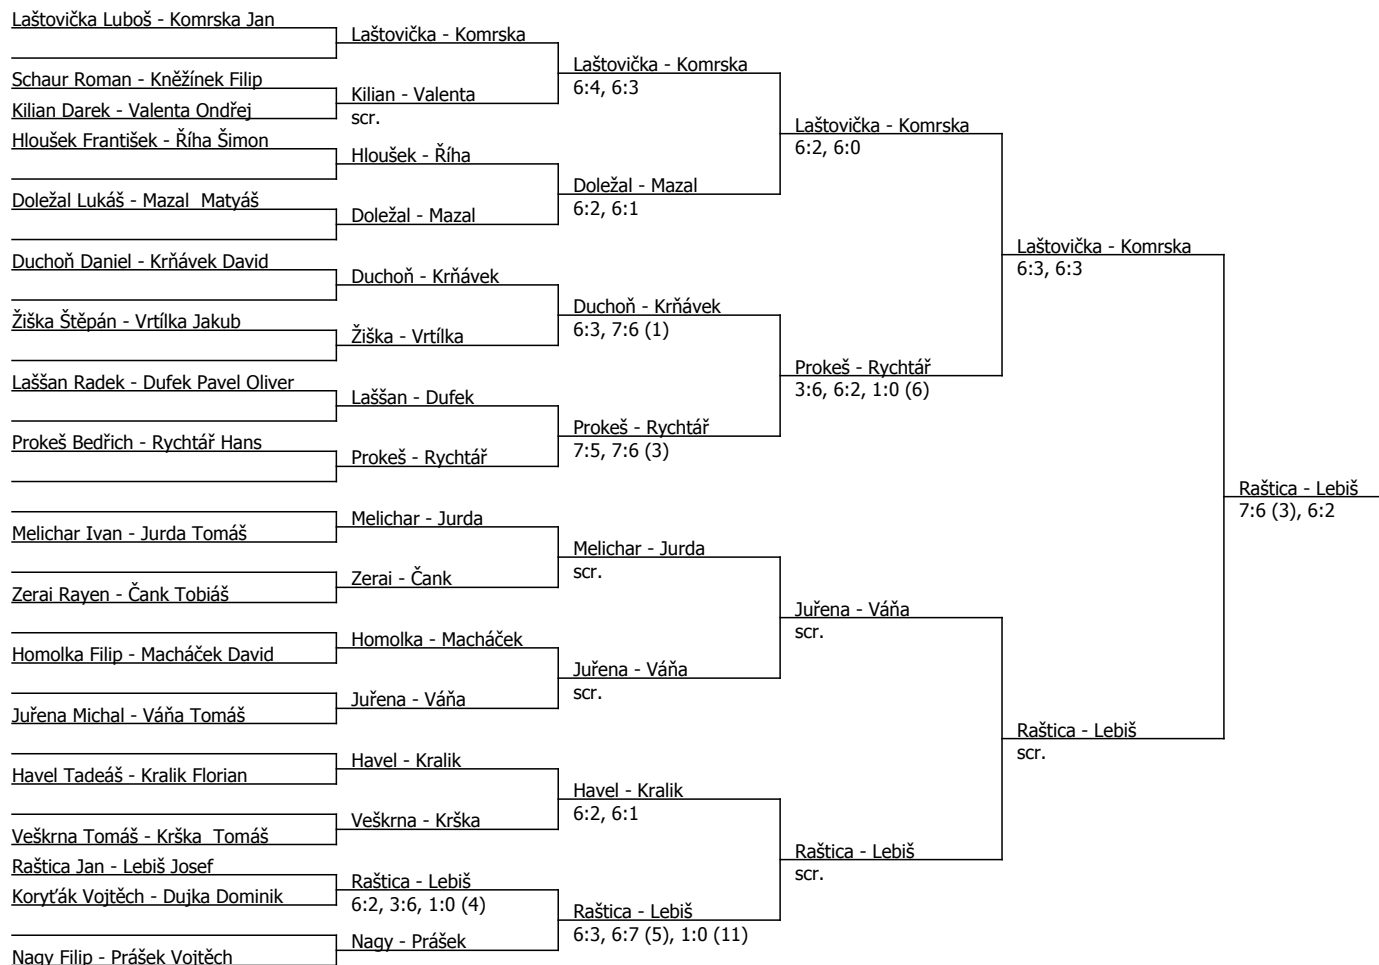 Laštovička Luboš - Komrska Jan
Schaur Roman - Kněžínek Filip
Kilian Darek - Valenta Ondřej
Hloušek František - Říha Šimon
Doležal Lukáš - Mazal  Matyáš
Duchoň Daniel - Krňávek David
Žiška Štěpán - Vrtílka Jakub
Laššan Radek - Dufek Pavel Oliver
Prokeš Bedřich - Rychtář Hans
Melichar Ivan - Jurda Tomáš
Zerai Rayen - Čank Tobiáš
Homolka Filip - Macháček David
Juřena Michal - Váňa Tomáš
Havel Tadeáš - Kralik Florian
Veškrna Tomáš - Krška  Tomáš
Raštica Jan - Lebiš Josef
Koryťák Vojtěch - Dujka Dominik
Nagy Filip - Prášek Vojtěch
Laštovička - Komrska
Kilian - Valenta
scr.
Hloušek - Říha
Doležal - Mazal
Duchoň - Krňávek
Žiška - Vrtílka
Laššan - Dufek
Prokeš - Rychtář
Melichar - Jurda
Zerai - Čank
Homolka - Macháček
Juřena - Váňa
Havel - Kralik
Veškrna - Krška
Raštica - Lebiš
6:2, 3:6, 1:0 (4)
Nagy - Prášek
Laštovička - Komrska
6:4, 6:3
Doležal - Mazal
6:2, 6:1
Duchoň - Krňávek
6:3, 7:6 (1)
Prokeš - Rychtář
7:5, 7:6 (3)
Melichar - Jurda
scr.
Juřena - Váňa
scr.
Havel - Kralik
6:2, 6:1
Raštica - Lebiš
6:3, 6:7 (5), 1:0 (11)
Laštovička - Komrska
6:2, 6:0
Prokeš - Rychtář
3:6, 6:2, 1:0 (6)
Juřena - Váňa
scr.
Raštica - Lebiš
scr.
Laštovička - Komrska
6:3, 6:3
Raštica - Lebiš
scr.
Raštica - Lebiš
7:6 (3), 6:2